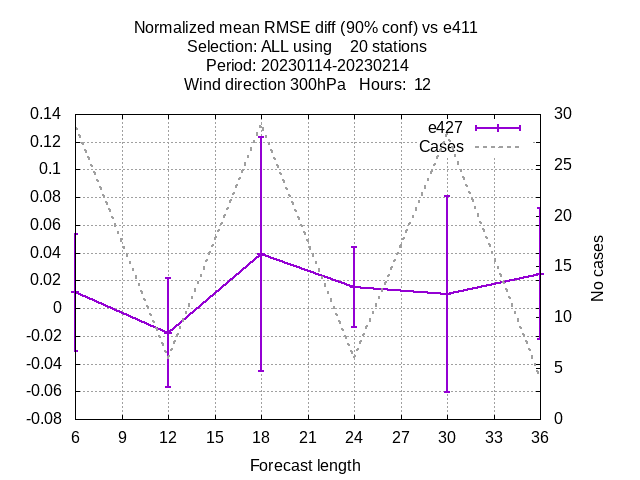 Normalized mean RMSE diff (90% conf) vs e411
Selection: ALL using    20 stations
Period: 20230114-20230214
Wind direction 300hPa   Hours:  12
e427
Cases
0.14
0.12
0.1
0.08
0.06
0.04
0.02
0
-0.02
-0.04
-0.06
-0.08
30
25
20
15
10
5
0
No cases
6 9 12 15 18 21 24 27 30 33 36
Forecast length